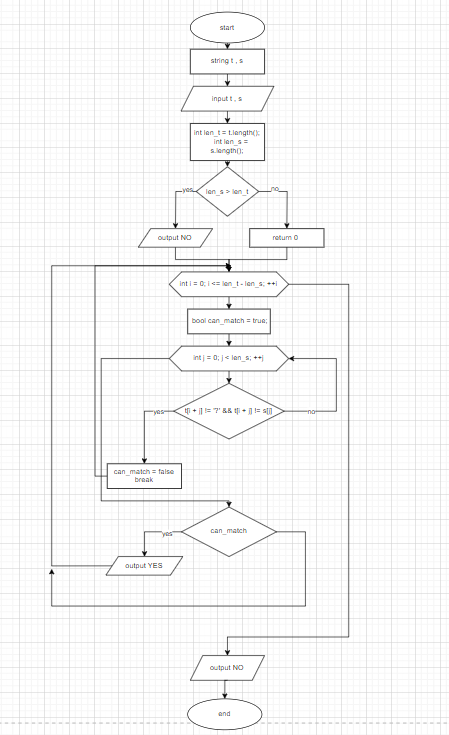 start
string t , s
input t , s
int len_t = t.length();
int len_s =
s.length();
len_s > len_t
yes
no
output NO
return 0
int i = 0; i <= len_t - len_s; ++i
bool can_match = true;
int j = 0; j < len_s; ++j
t[i + j] != '?' && t[i + j] != s[j]
yes
no
can_match = false
break
can_match
yes
output YES
output NO
end